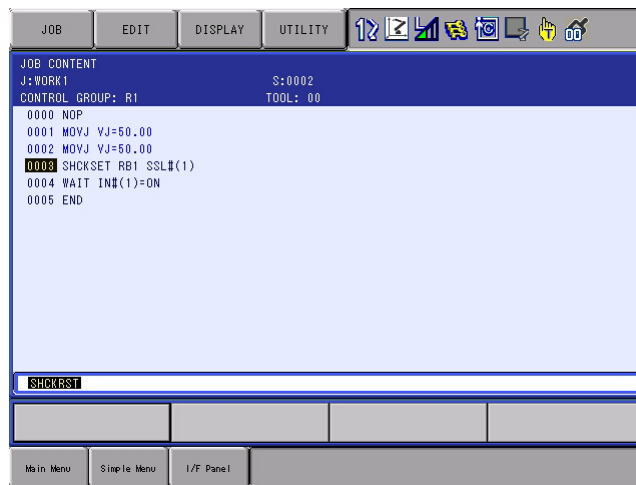 JOB EDIT DISPLAY UTILITY
JOB CONTENT
J:WORK1 S:0002
CONTROL GROUP: R1 TOOL: 00
0000 NOP
0001 MOVJ VJ=50.00
0002 MOVJ VJ=50.00
0003 SHCKSET RB1 SSL#(1)
0004 WAIT IN#(1)=ON
0005 END
SHCKRST
Main Menu Simple Menu I/F Panel